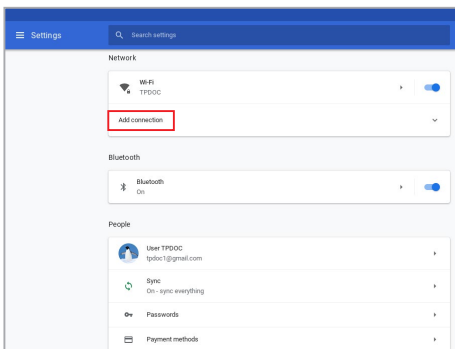 Settings
Search settings
Network
Wi-Fi
TPDOC
Add connection
Bluetooth
Bluetooth
On
People
User TPDOC
tpdoc1@gmail.com
Sync
On - sync everything
Passwords
Payment methods